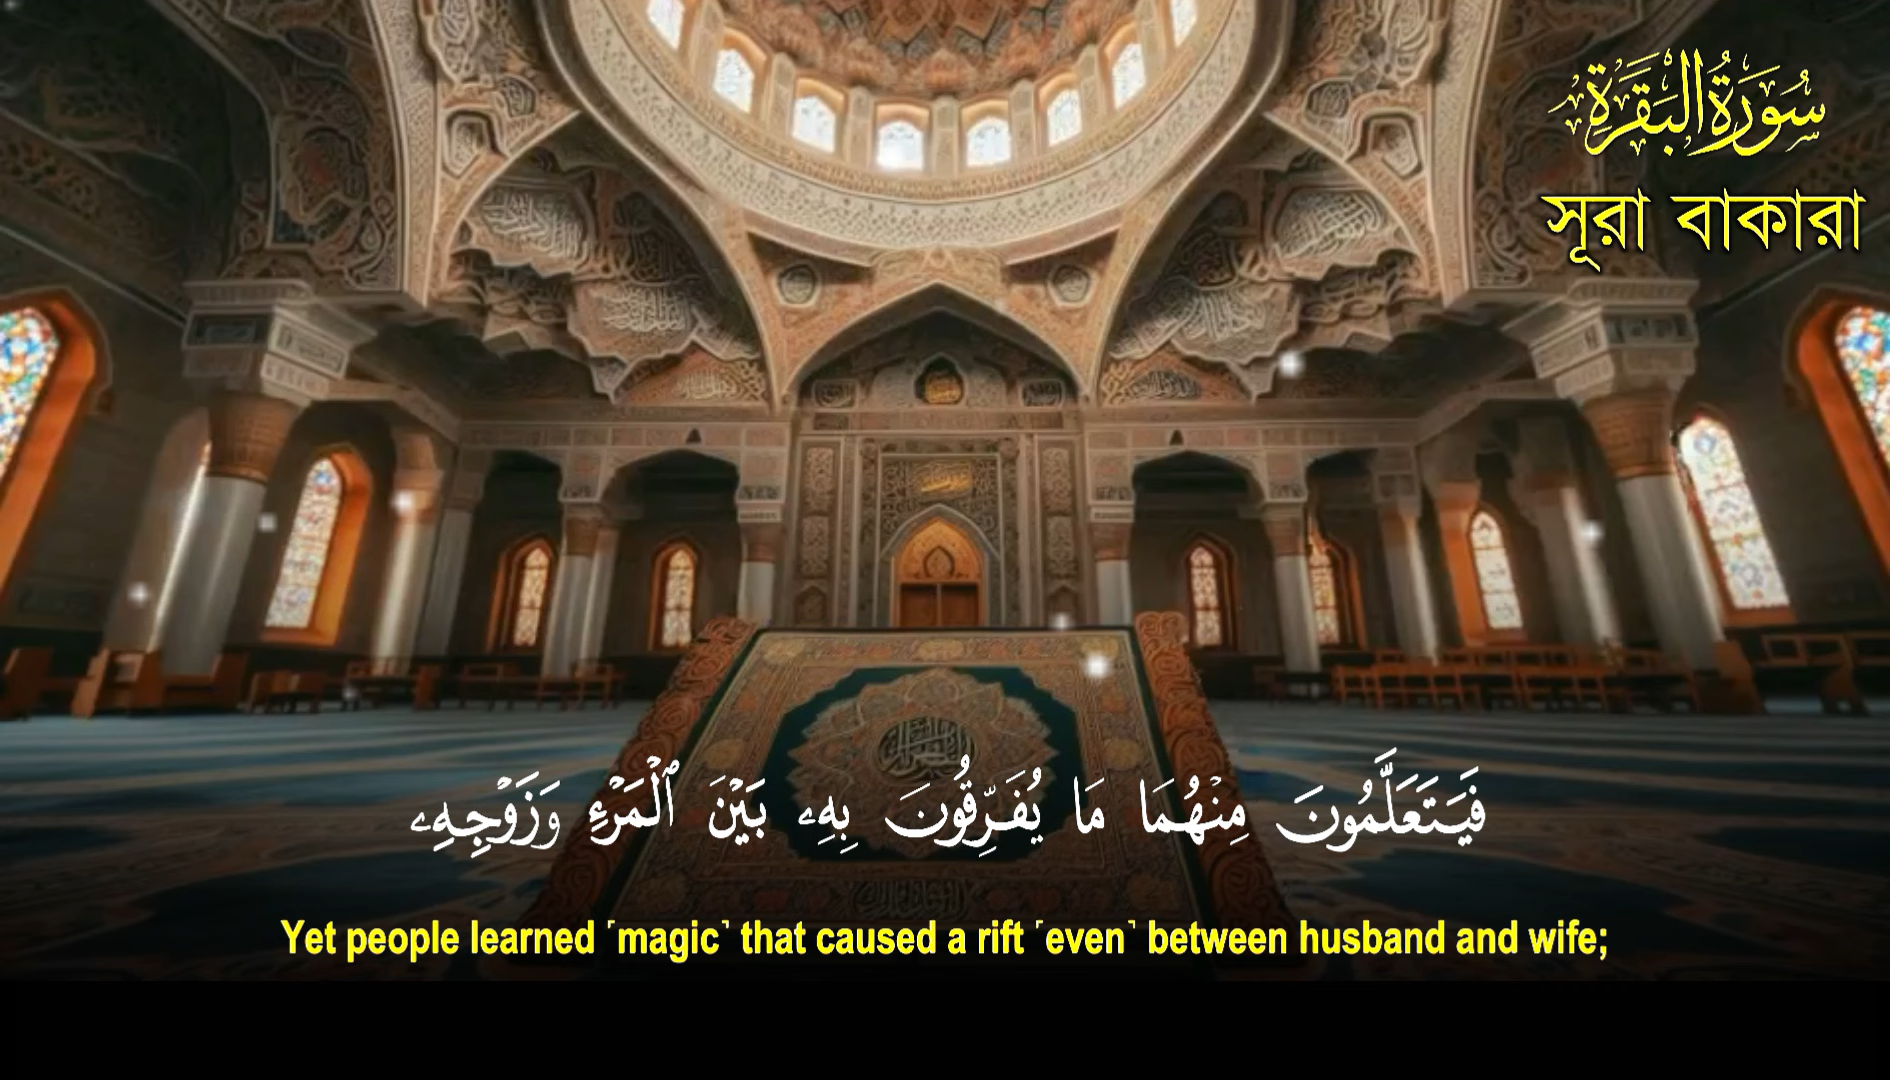 سُورَةُ البَقَرَةِ
সূরা বাকারা
فَيَتَعَلَّمُونَ مِنْهُمَا مَا يُفَرِّقُونَ بِهِۦ بَيْنَ ٱلْمَرْءِ وَزَوْجِهِۦ
Yet people learned ˹magic˺ that caused a rift ˹even˺ between husband and wife;